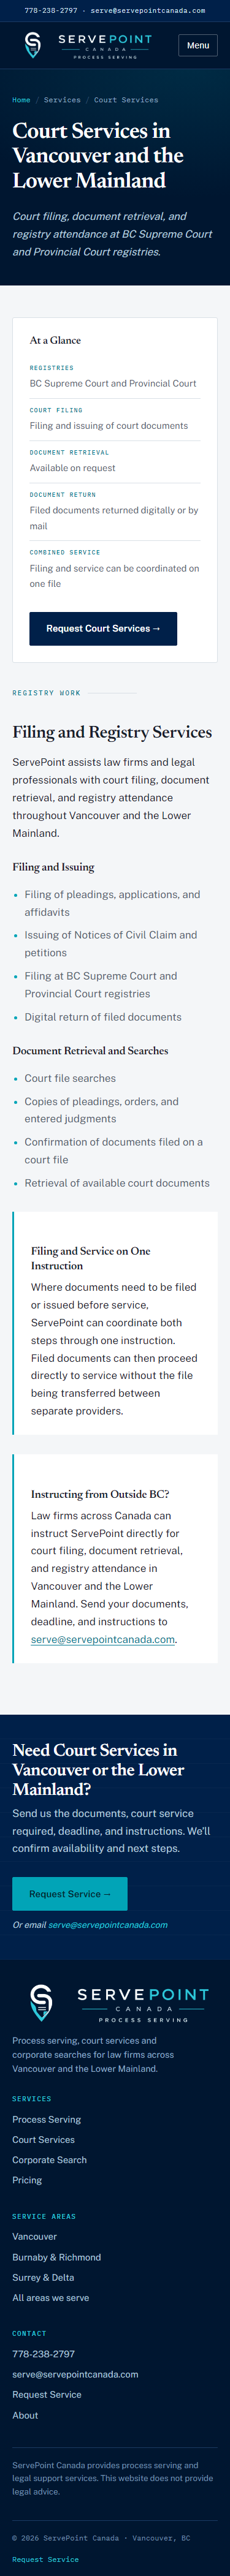 778-238-2797 · serve@servepointcanada.com
SERVEPOINT
CANADA
PROCESS SERVING
Menu
Home / Services / Court Services
Court Services in
Vancouver and the
Lower Mainland
Court filing, document retrieval, and
registry attendance at BC Supreme Court
and Provincial Court registries.
At a Glance
REGISTRIES
BC Supreme Court and Provincial Court
COURT FILING
Filing and issuing of court documents
DOCUMENT RETRIEVAL
Available on request
DOCUMENT RETURN
Filed documents returned digitally or by
mail
COMBINED SERVICE
Filing and service can be coordinated on
one file
Request Court Services →
REGISTRY WORK
Filing and Registry Services
ServePoint assists law firms and legal
professionals with court filing, document
retrieval, and registry attendance
throughout Vancouver and the Lower
Mainland.
Filing and Issuing
• Filing of pleadings, applications, and
affidavits
• Issuing of Notices of Civil Claim and
petitions
• Filing at BC Supreme Court and
Provincial Court registries
• Digital return of filed documents
Document Retrieval and Searches
• Court file searches
• Copies of pleadings, orders, and
entered judgments
• Confirmation of documents filed on a
court file
• Retrieval of available court documents
Filing and Service on One
Instruction
Where documents need to be filed
or issued before service,
ServePoint can coordinate both
steps through one instruction.
Filed documents can then proceed
directly to service without the file
being transferred between
separate providers.
Instructing from Outside BC?
Law firms across Canada can
instruct ServePoint directly for
court filing, document retrieval,
and registry attendance in
Vancouver and the Lower
Mainland. Send your documents,
deadline, and instructions to
serve@servepointcanada.com.
Need Court Services in
Vancouver or the Lower
Mainland?
Send us the documents, court service
required, deadline, and instructions. We'll
confirm availability and next steps.
Request Service →
Or email serve@servepointcanada.com
SERVEPOINT
CANADA
PROCESS SERVING
Process serving, court services and
corporate searches for law firms across
Vancouver and the Lower Mainland.
SERVICES
Process Serving
Court Services
Corporate Search
Pricing
SERVICE AREAS
Vancouver
Burnaby & Richmond
Surrey & Delta
All areas we serve
CONTACT
778-238-2797
serve@servepointcanada.com
Request Service
About
ServePoint Canada provides process serving and
legal support services. This website does not provide
legal advice.
© 2026 ServePoint Canada · Vancouver, BC
Request Service